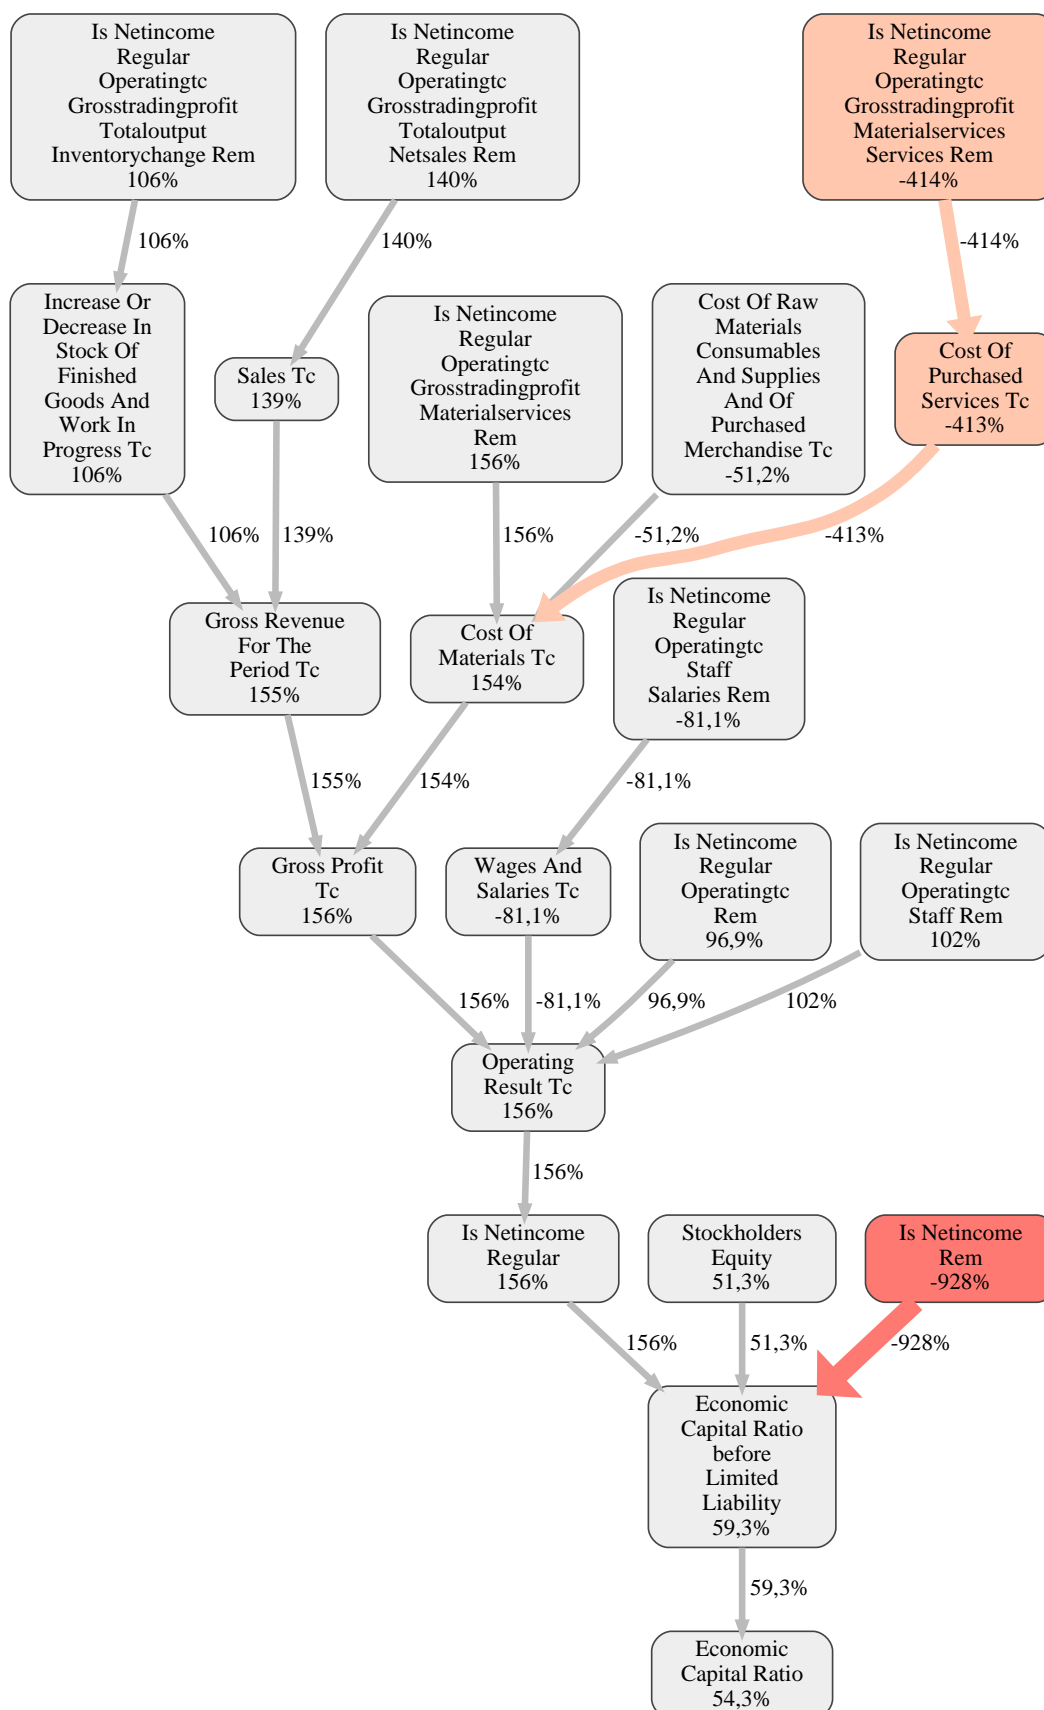 Is Netincome
Regular
Operatingtc
Grosstradingprofit
Totaloutput
Inventorychange Rem
106%
Is Netincome
Regular
Operatingtc
Grosstradingprofit
Totaloutput
Netsales Rem
140%
Is Netincome
Regular
Operatingtc
Grosstradingprofit
Materialservices
Services Rem
-414%
106%
140%
-414%
Increase Or
Decrease In
Stock Of
Finished
Goods And
Work In
Progress Tc
106%
Sales Tc
139%
Is Netincome
Regular
Operatingtc
Grosstradingprofit
Materialservices
Rem
156%
Cost Of Raw
Materials
Consumables
And Supplies
And Of
Purchased
Merchandise Tc
-51,2%
Cost Of
Purchased
Services Tc
-413%
106%
139%
156%
-51,2%
-413%
Gross Revenue
For The
Period Tc
155%
Cost Of
Materials Tc
154%
Is Netincome
Regular
Operatingtc
Staff
Salaries Rem
-81,1%
155%
154%
-81,1%
Gross Profit
Tc
156%
Wages And
Salaries Tc
-81,1%
Is Netincome
Regular
Operatingtc
Rem
96,9%
Is Netincome
Regular
Operatingtc
Staff Rem
102%
156%
-81,1%
96,9%
102%
Operating
Result Tc
156%
156%
Is Netincome
Regular
156%
Stockholders
Equity
51,3%
Is Netincome
Rem
-928%
156%
51,3%
-928%
Economic
Capital Ratio
before
Limited
Liability
59,3%
59,3%
Economic
Capital Ratio
54,3%